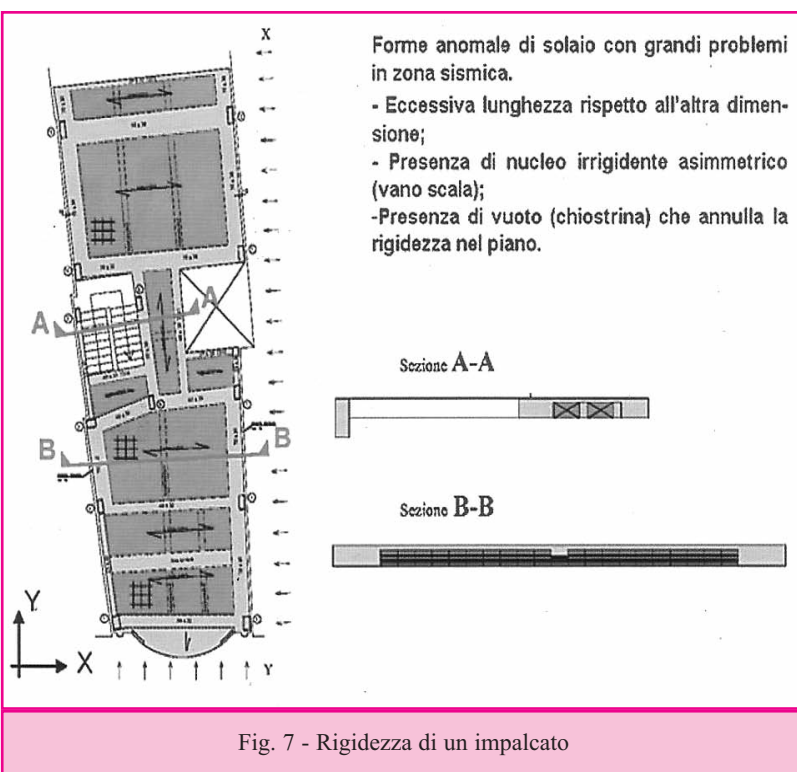 X
Forme anomale di solaio con grandi problemi
in zona sismica.
- Eccessiva lunghezza rispetto all'altra dimen-
sione;
- Presenza di nucleo irrigidente asimmetrico
(vano scala);
-Presenza di vuoto (chiostrina) che annulla la
rigidezza nel piano.
A A
Sezione A-A
B B
Sezione B-B
Y
X
Y
Fig. 7 - Rigidezza di un impalcato